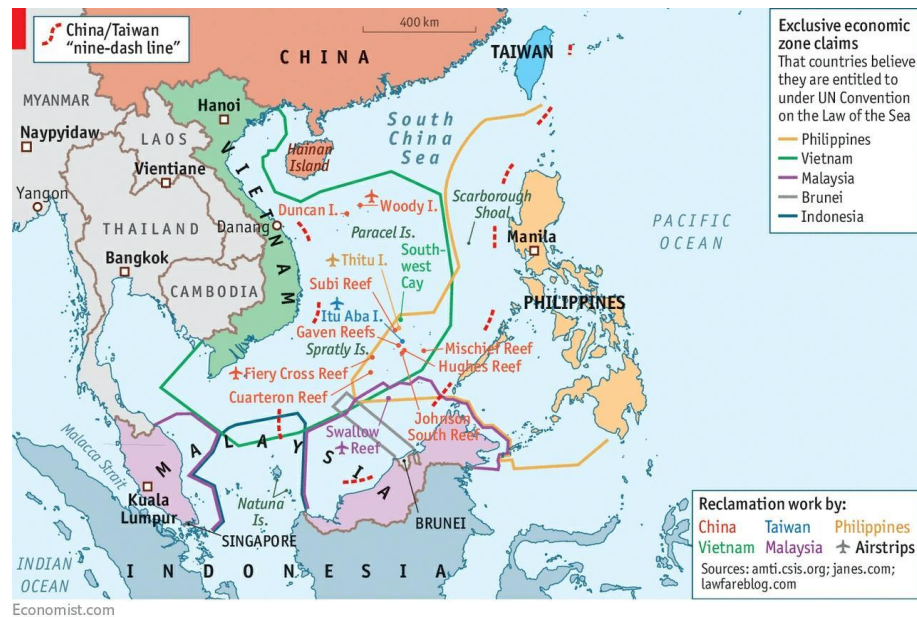 China/Taiwan
“nine-dash line”
400 km
CHINA
TAIWAN
Exclusive economic
zone claims
That countries believe
they are entitled to
under UN Convention
on the Law of the Sea
Philippines
Vietnam
Malaysia
Brunei
Indonesia
MYANMAR
Hanoi
South
China
Sea
Naypyidaw
LAOS
Hainan
Island
Vientiane
VIETNAM
Yangon
Duncan I.
Woody I.
Scarborough
Shoal
PACIFIC
OCEAN
THAILAND
Danang
Paracel Is.
Manila
Bangkok
South-
west
Cay
Thitu I.
Subi Reef
CAMBODIA
PHILIPPINES
Itu Aba I.
Gaven Reefs
Spratly Is.
Mischief Reef
Hughes Reef
Fiery Cross Reef
Cuarteron Reef
Johnson
South Reef
Swallow
Reef
Malacca Strait
MALAYSIA
Kuala
Lumpur
Natuna
Is.
SINGAPORE
BRUNEI
INDIAN
OCEAN
INDONESIA
Reclamation work by:
China Taiwan Philippines
Vietnam Malaysia Airstrips
Sources: amti.csis.org; janes.com;
lawfareblog.com
Economist.com